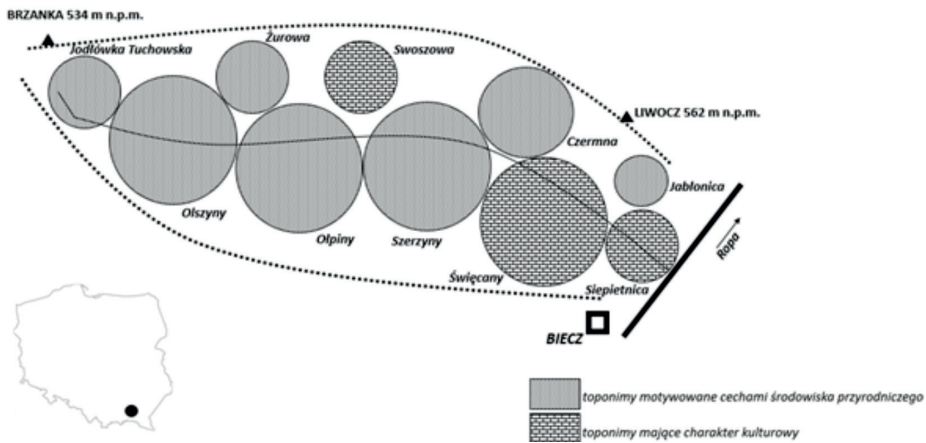 BRZANKA 534 m n.p.m.
Jodłówka Tuchowska
Żurowa
Swoszowa
LIWOCZ 562 m n.p.m.
Czermna
Jabłonica
Olszyny
Ołpiny
Szerzyny
Święcany
Siepietnica
Ropa
BIECZ
toponimy motywowane cechami środowiska przyrodniczego
toponimy mające charakter kulturowy